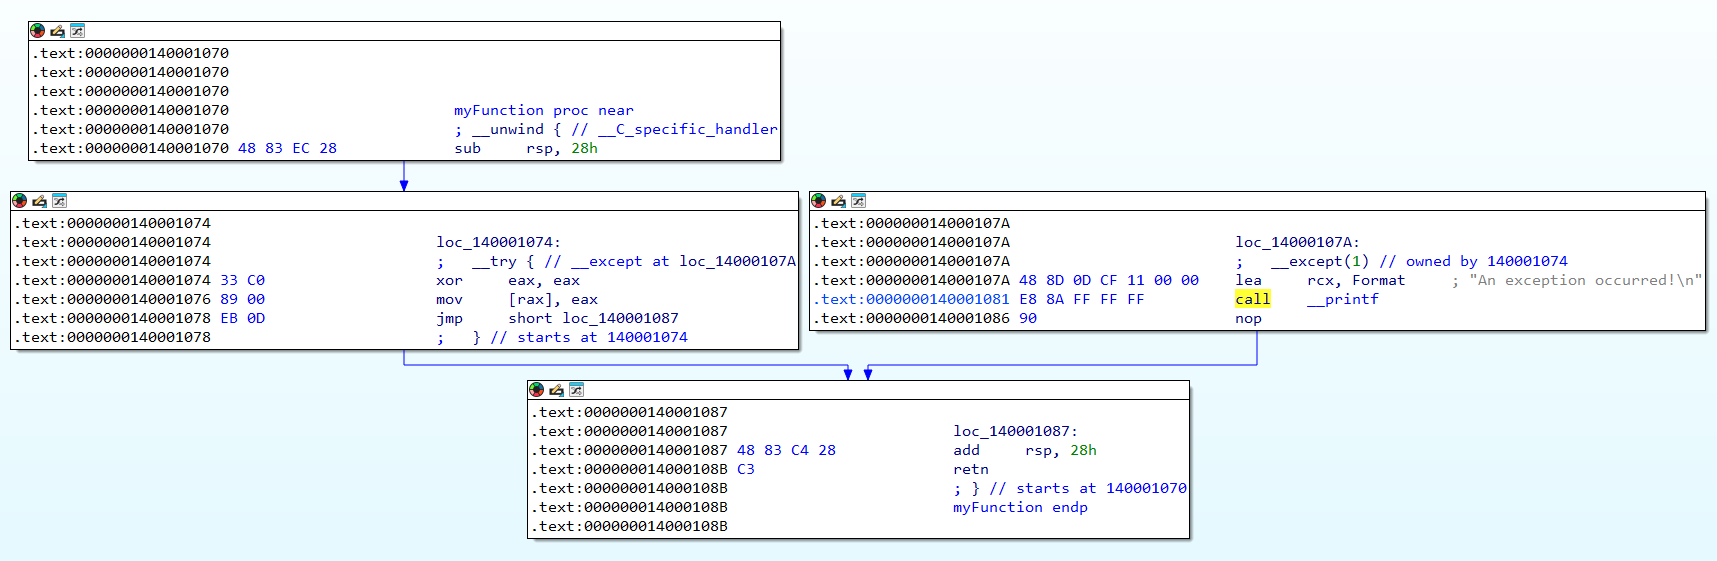 .text:0000000140001070
.text:0000000140001070
.text:0000000140001070
.text:0000000140001070 myFunction proc near
.text:0000000140001070 ; __unwind { // __C_specific_handler
.text:0000000140001070 48 83 EC 28 sub rsp, 28h
.text:0000000140001074
.text:0000000140001074 loc_140001074:
.text:0000000140001074 ; __try { // __except at loc_14000107A
.text:0000000140001074 33 C0 xor eax, eax
.text:0000000140001076 89 00 mov [rax], eax
.text:0000000140001078 EB 0D jmp short loc_140001087
.text:0000000140001078 ; } // starts at 140001074
.text:000000014000107A
.text:000000014000107A loc_14000107A:
.text:000000014000107A ; __except(1) // owned by 140001074
.text:000000014000107A 48 8D 0D CF 11 00 00 lea rcx, Format ; "An exception occurred!\n"
.text:0000000140001081 E8 8A FF FF FF call __printf
.text:0000000140001086 90 nop
.text:0000000140001087
.text:0000000140001087 loc_140001087:
.text:0000000140001087 48 83 C4 28 add rsp, 28h
.text:000000014000108B C3 retn
.text:000000014000108B ; } // starts at 140001070
.text:000000014000108B myFunction endp
.text:000000014000108B